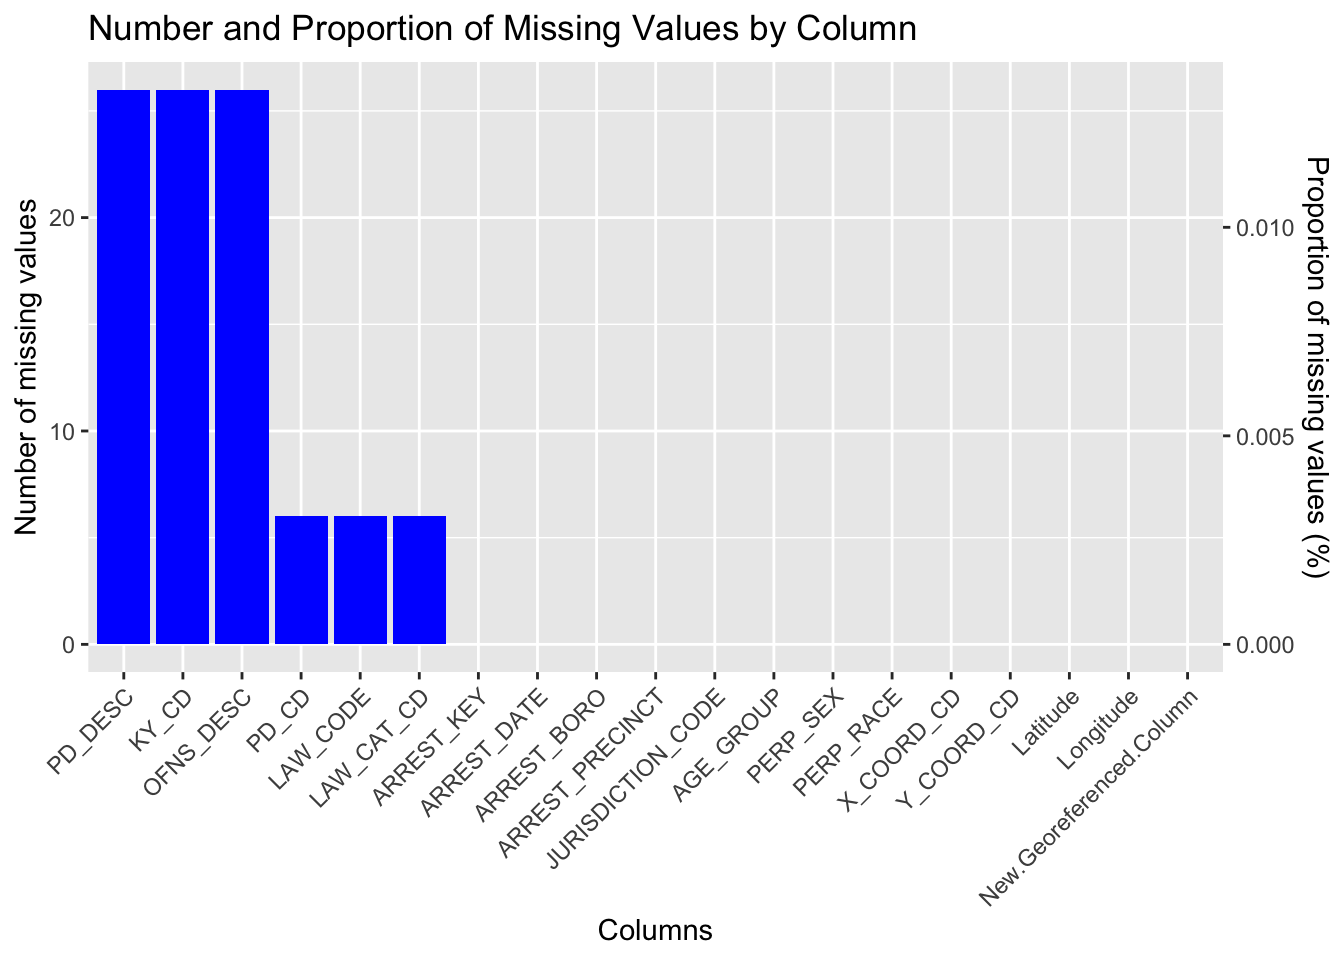 Number and Proportion of Missing Values by Column
Number of missing values
20
10
0
Proportion of missing values (%)
0.010
0.005
0.000
PD_DESC
KY_CD
OFNS_DESC
PD_CD
LAW_CODE
LAW_CAT_CD
ARREST_KEY
ARREST_DATE
ARREST_BORO
ARREST_PRECINCT
JURISDICTION_CODE
AGE_GROUP
PERP_SEX
PERP_RACE
X_COORD_CD
Y_COORD_CD
Latitude
Longitude
New.Georeferenced.Column
Columns